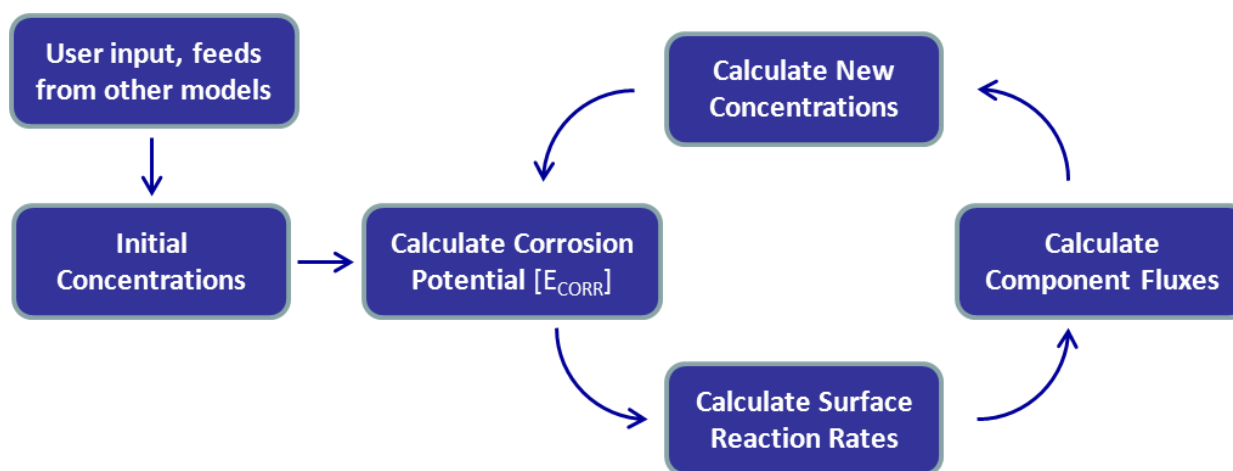 User input, feeds
from other models
Initial
Concentrations
Calculate Corrosion
Potential [E_CORR]
Calculate Surface
Reaction Rates
Calculate
Component Fluxes
Calculate New
Concentrations